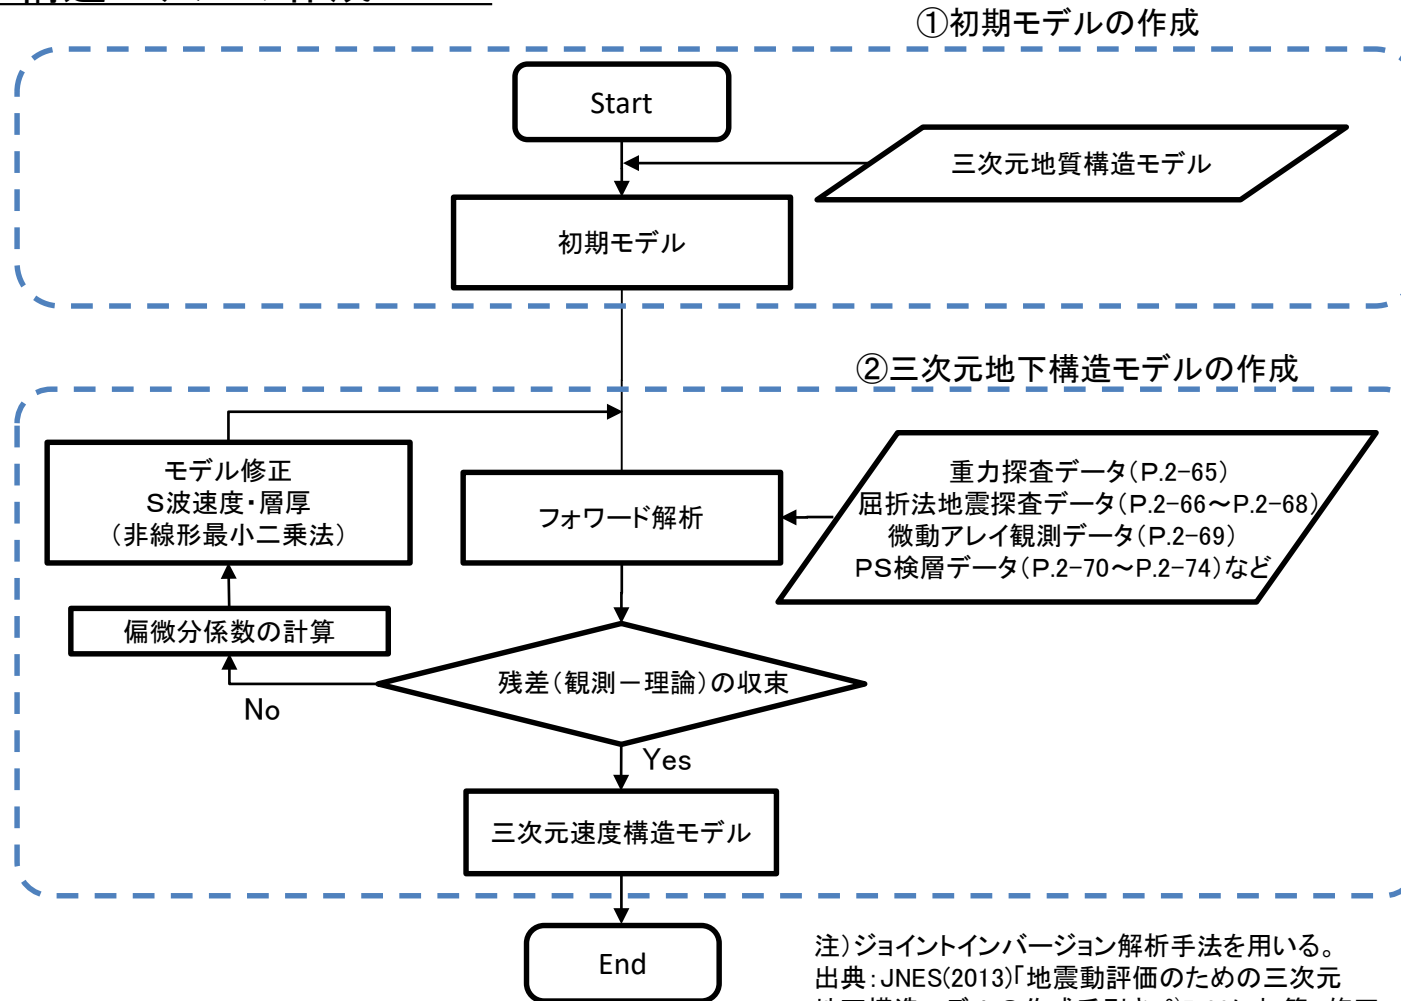 ①初期モデルの作成
Start
三次元地質構造モデル
初期モデル
②三次元地下構造モデルの作成
モデル修正
S波速度・層厚
(非線形最小二乗法)
フォワード解析
重力探査データ(P.2-65)
屈折法地震探査データ(P.2-66～P.2-68)
微動アレイ観測データ(P.2-69)
PS検層データ(P.2-70～P.2-74)など
偏微分係数の計算
残差(観測－理論)の収束
No
Yes
三次元速度構造モデル
End
注)ジョイントインバージョン解析手法を用いる。
出典:JNES(2013)「地震動評価のための三次元